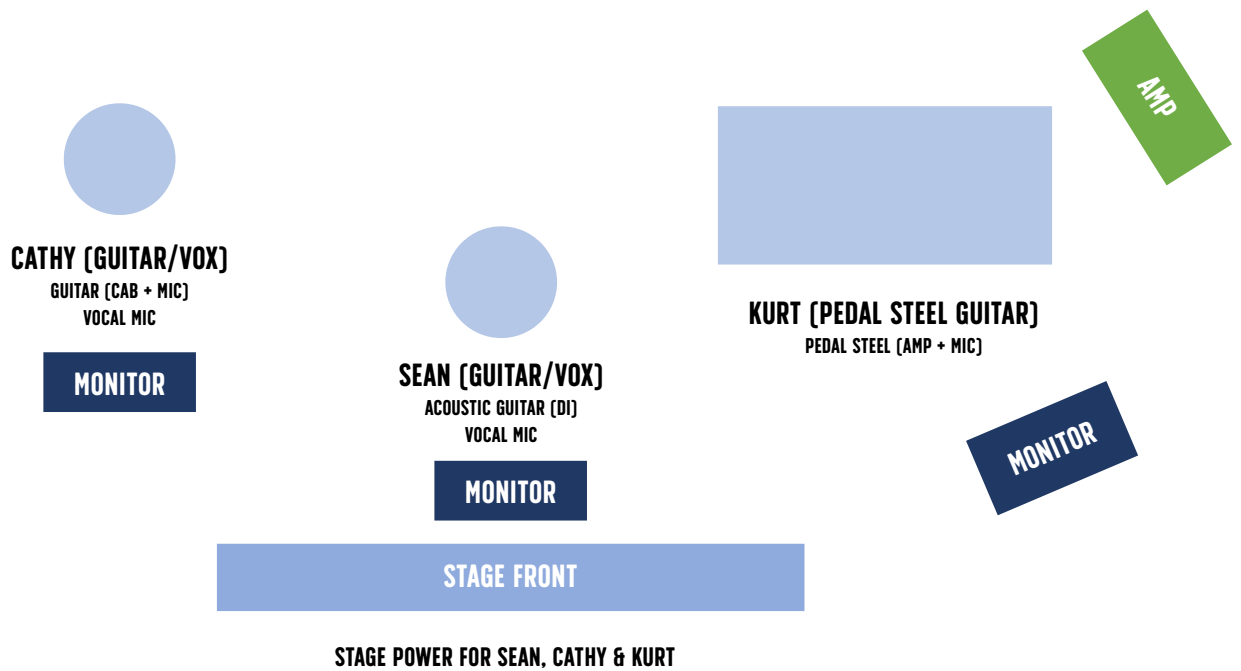 AMP
CATHY (GUITAR/VOX)
GUITAR (CAB + MIC)
VOCAL MIC
MONITOR
SEAN (GUITAR/VOX)
ACOUSTIC GUITAR (DI)
VOCAL MIC
MONITOR
KURT (PEDAL STEEL GUITAR)
PEDAL STEEL (AMP + MIC)
MONITOR
STAGE FRONT
STAGE POWER FOR SEAN, CATHY & KURT